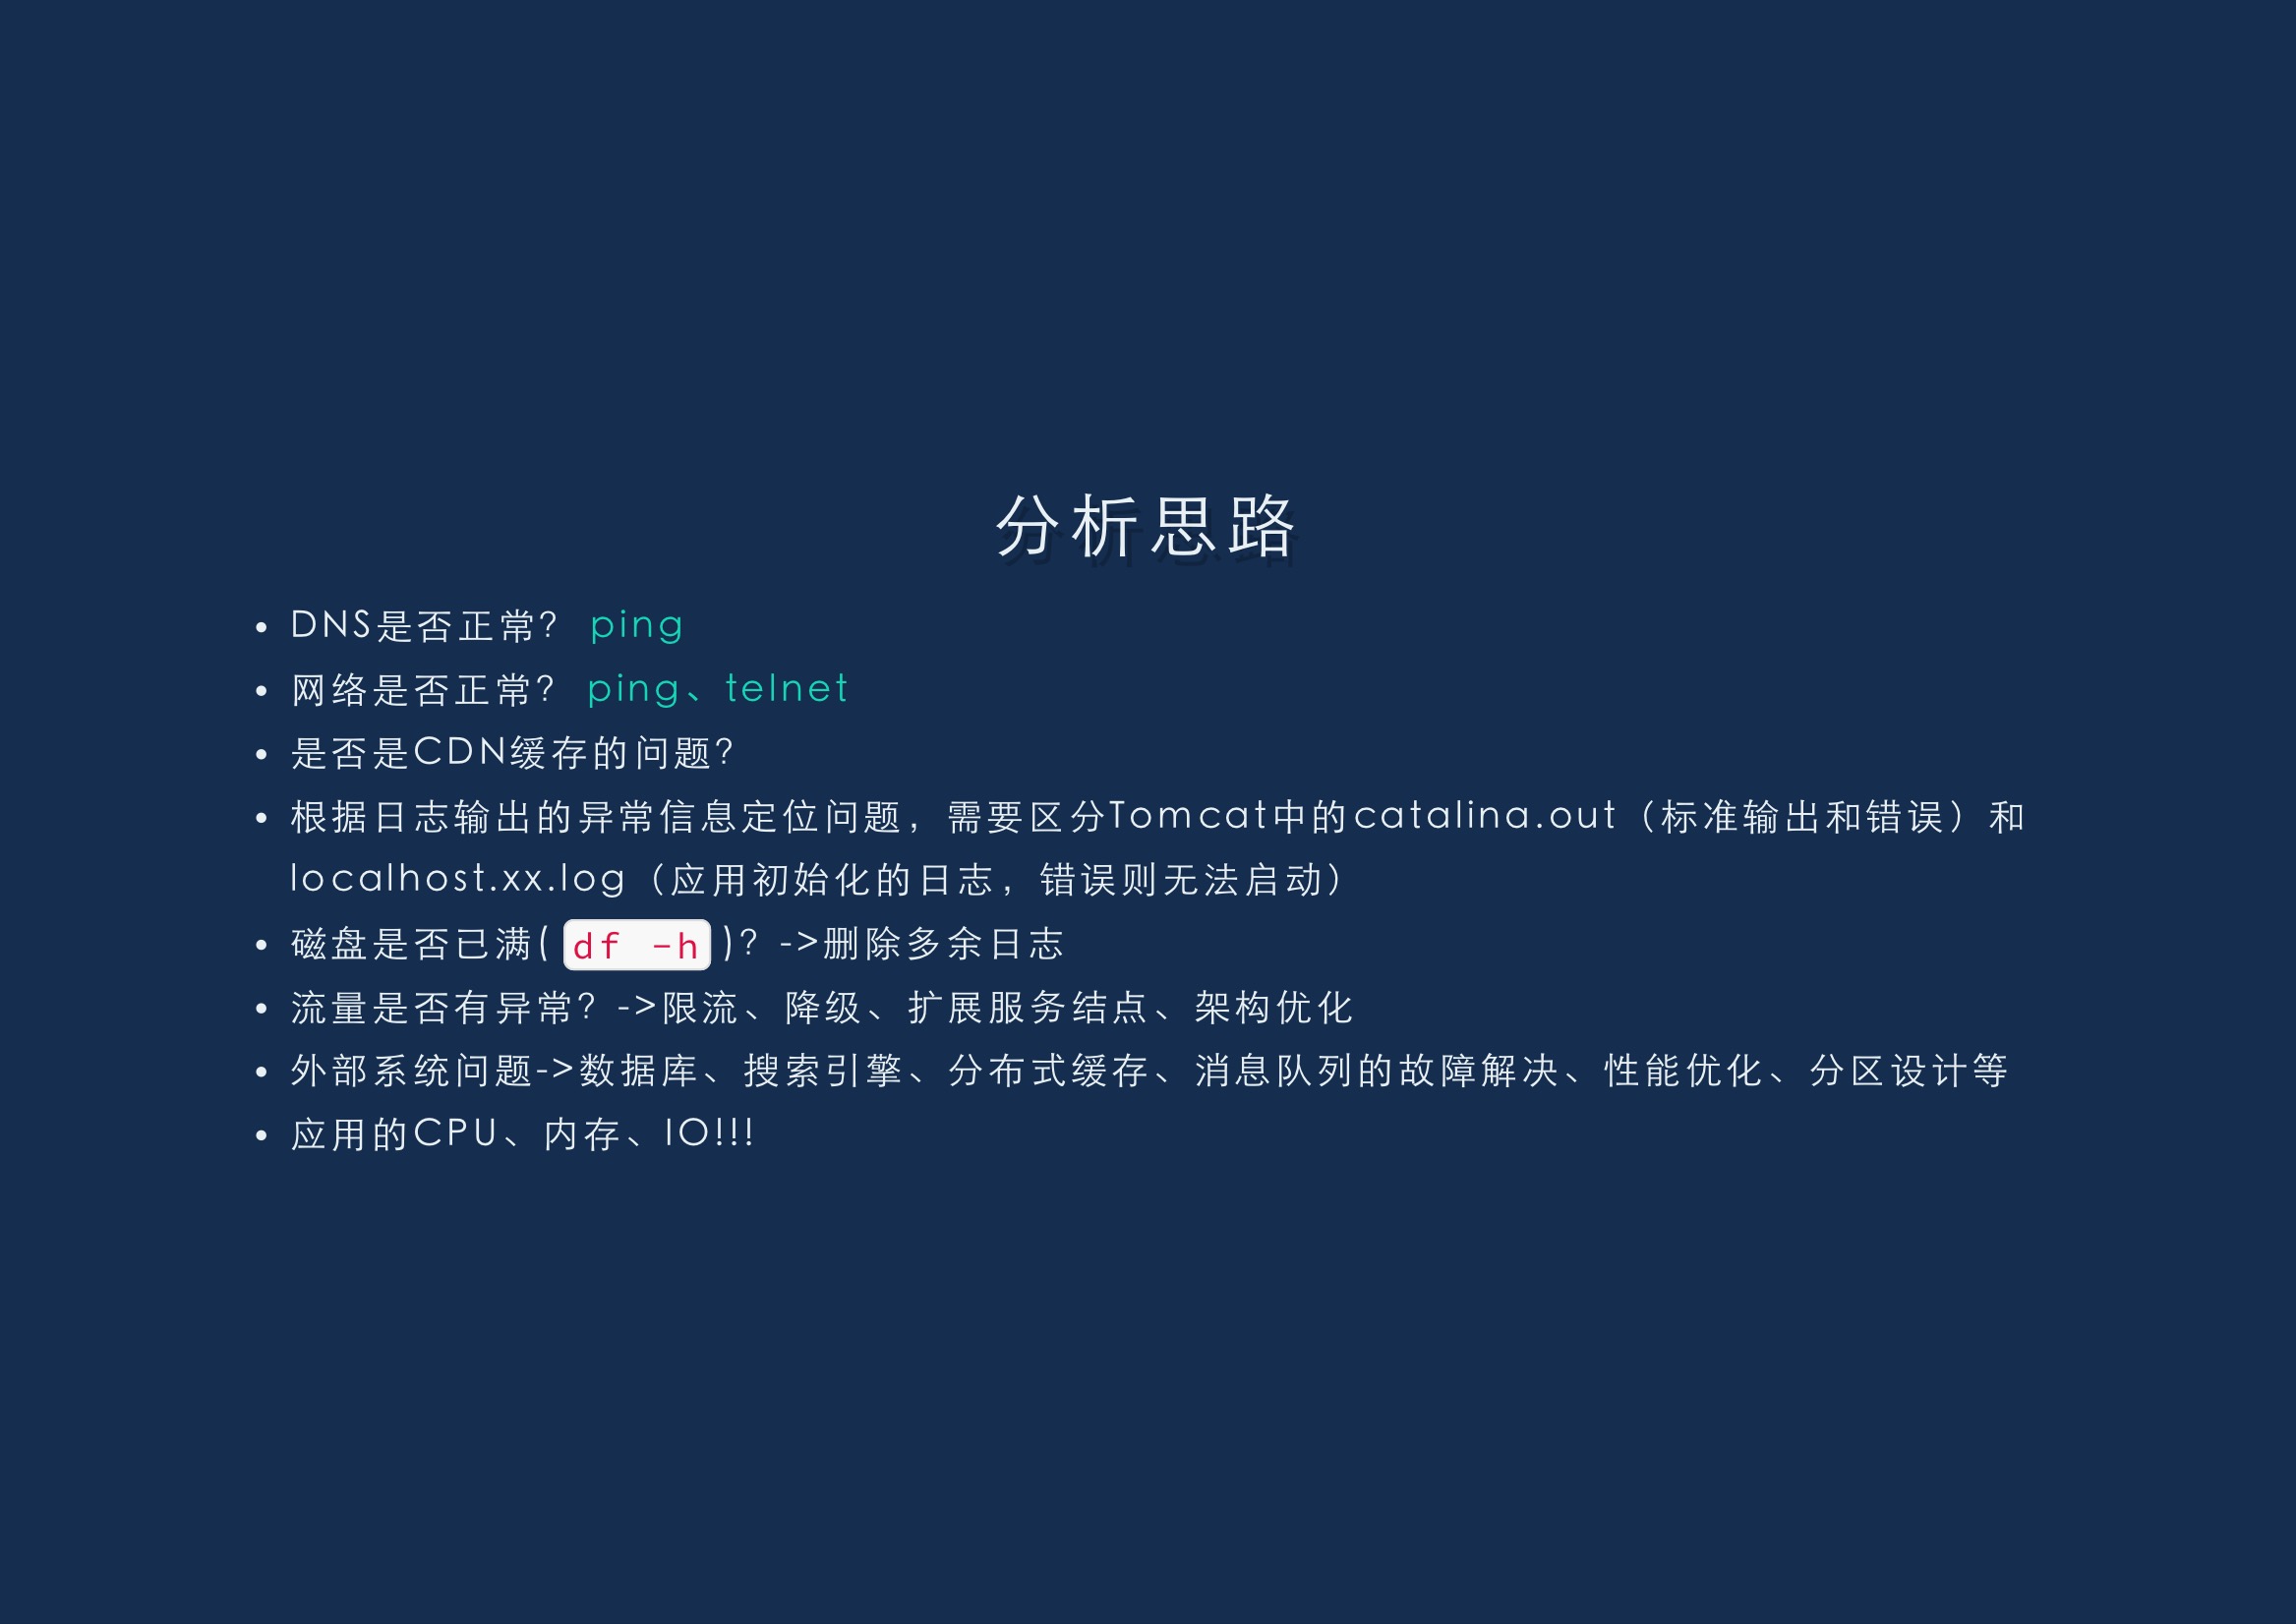 分析思路
• DNS是否正常？ ping
• 网络是否正常？ ping、telnet
• 是否是CDN缓存的问题？
• 根据日志输出的异常信息定位问题，需要区分Tomcat中的catalina.out（标准输出和错误）和
localhost.xx.log（应用初始化的日志，错误则无法启动）
• 磁盘是否已满( df -h )？->删除多余日志
• 流量是否有异常？->限流、降级、扩展服务结点、架构优化
• 外部系统问题->数据库、搜索引擎、分布式缓存、消息队列的故障解决、性能优化、分区设计等
• 应用的CPU、内存、IO!!!